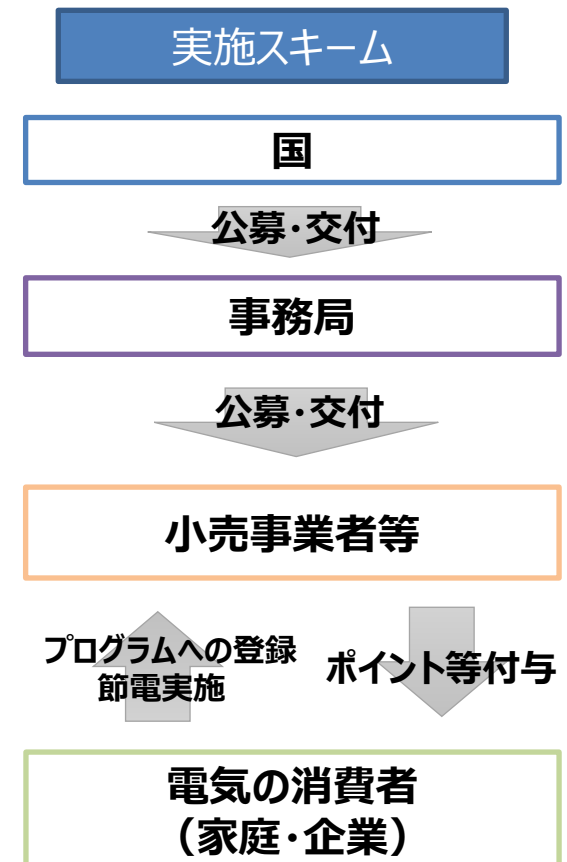 実施スキーム
国
公募・交付
事務局
公募・交付
小売事業者等
プログラムへの登録
節電実施
ポイント等付与
電気の消費者
（家庭・企業）